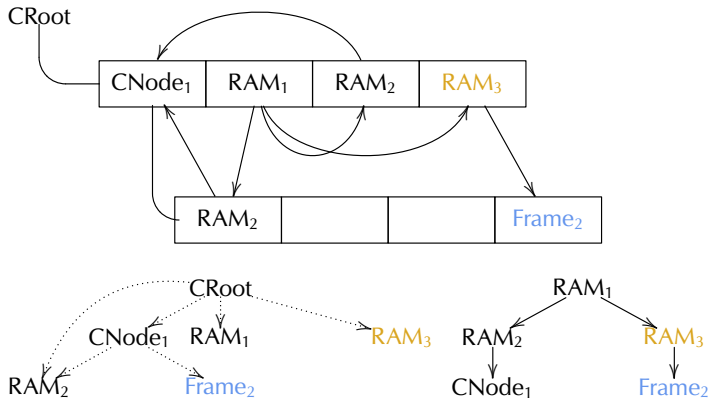 CRoot
CNode₁ RAM₁ RAM₂ RAM₃
RAM₂ Frame₂
CRoot RAM₁
CNode₁ RAM₁ RAM₃ RAM₂ RAM₃
RAM₂ Frame₂ CNode₁ Frame₂